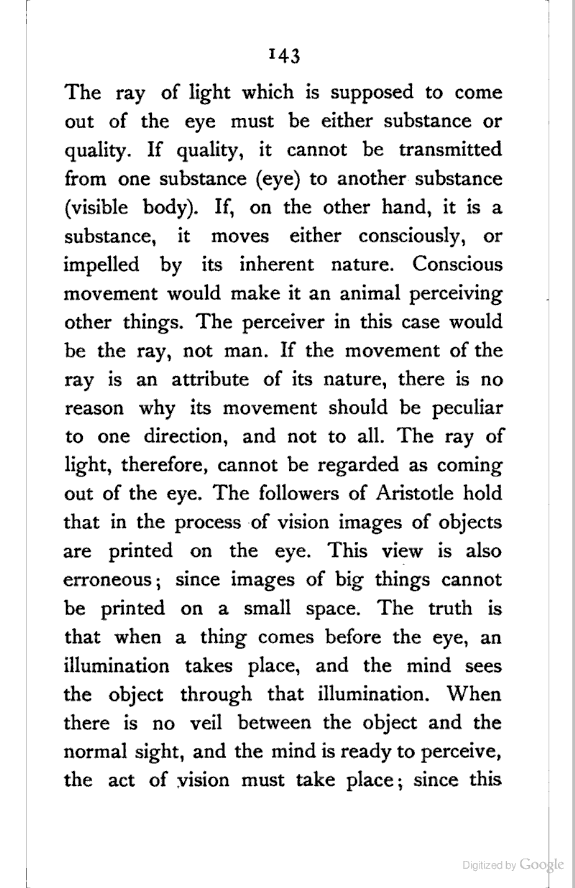 143
The ray of light which is supposed to come
out of the eye must be either substance or
quality. If quality, it cannot be transmitted
from one substance (eye) to another substance
(visible body). If, on the other hand, it is a
substance, it moves either consciously, or
impelled by its inherent nature. Conscious
movement would make it an animal perceiving
other things. The perceiver in this case would
be the ray, not man. If the movement of the
ray is an attribute of its nature, there is no
reason why its movement should be peculiar
to one direction, and not to all. The ray of
light, therefore, cannot be regarded as coming
out of the eye. The followers of Aristotle hold
that in the process of vision images of objects
are printed on the eye. This view is also
erroneous; since images of big things cannot
be printed on a small space. The truth is
that when a thing comes before the eye, an
illumination takes place, and the mind sees
the object through that illumination. When
there is no veil between the object and the
normal sight, and the mind is ready to perceive,
the act of vision must take place; since this
Digitized by Google